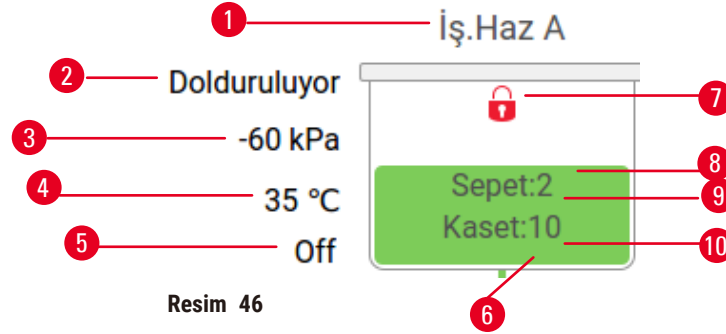 1
İş.Haz A
2
Dolduruluyor
7
3
-60 kPa
8
4
35 °C
Sepet:2
9
5
Off
Kaset:10
10
6
Resim 46